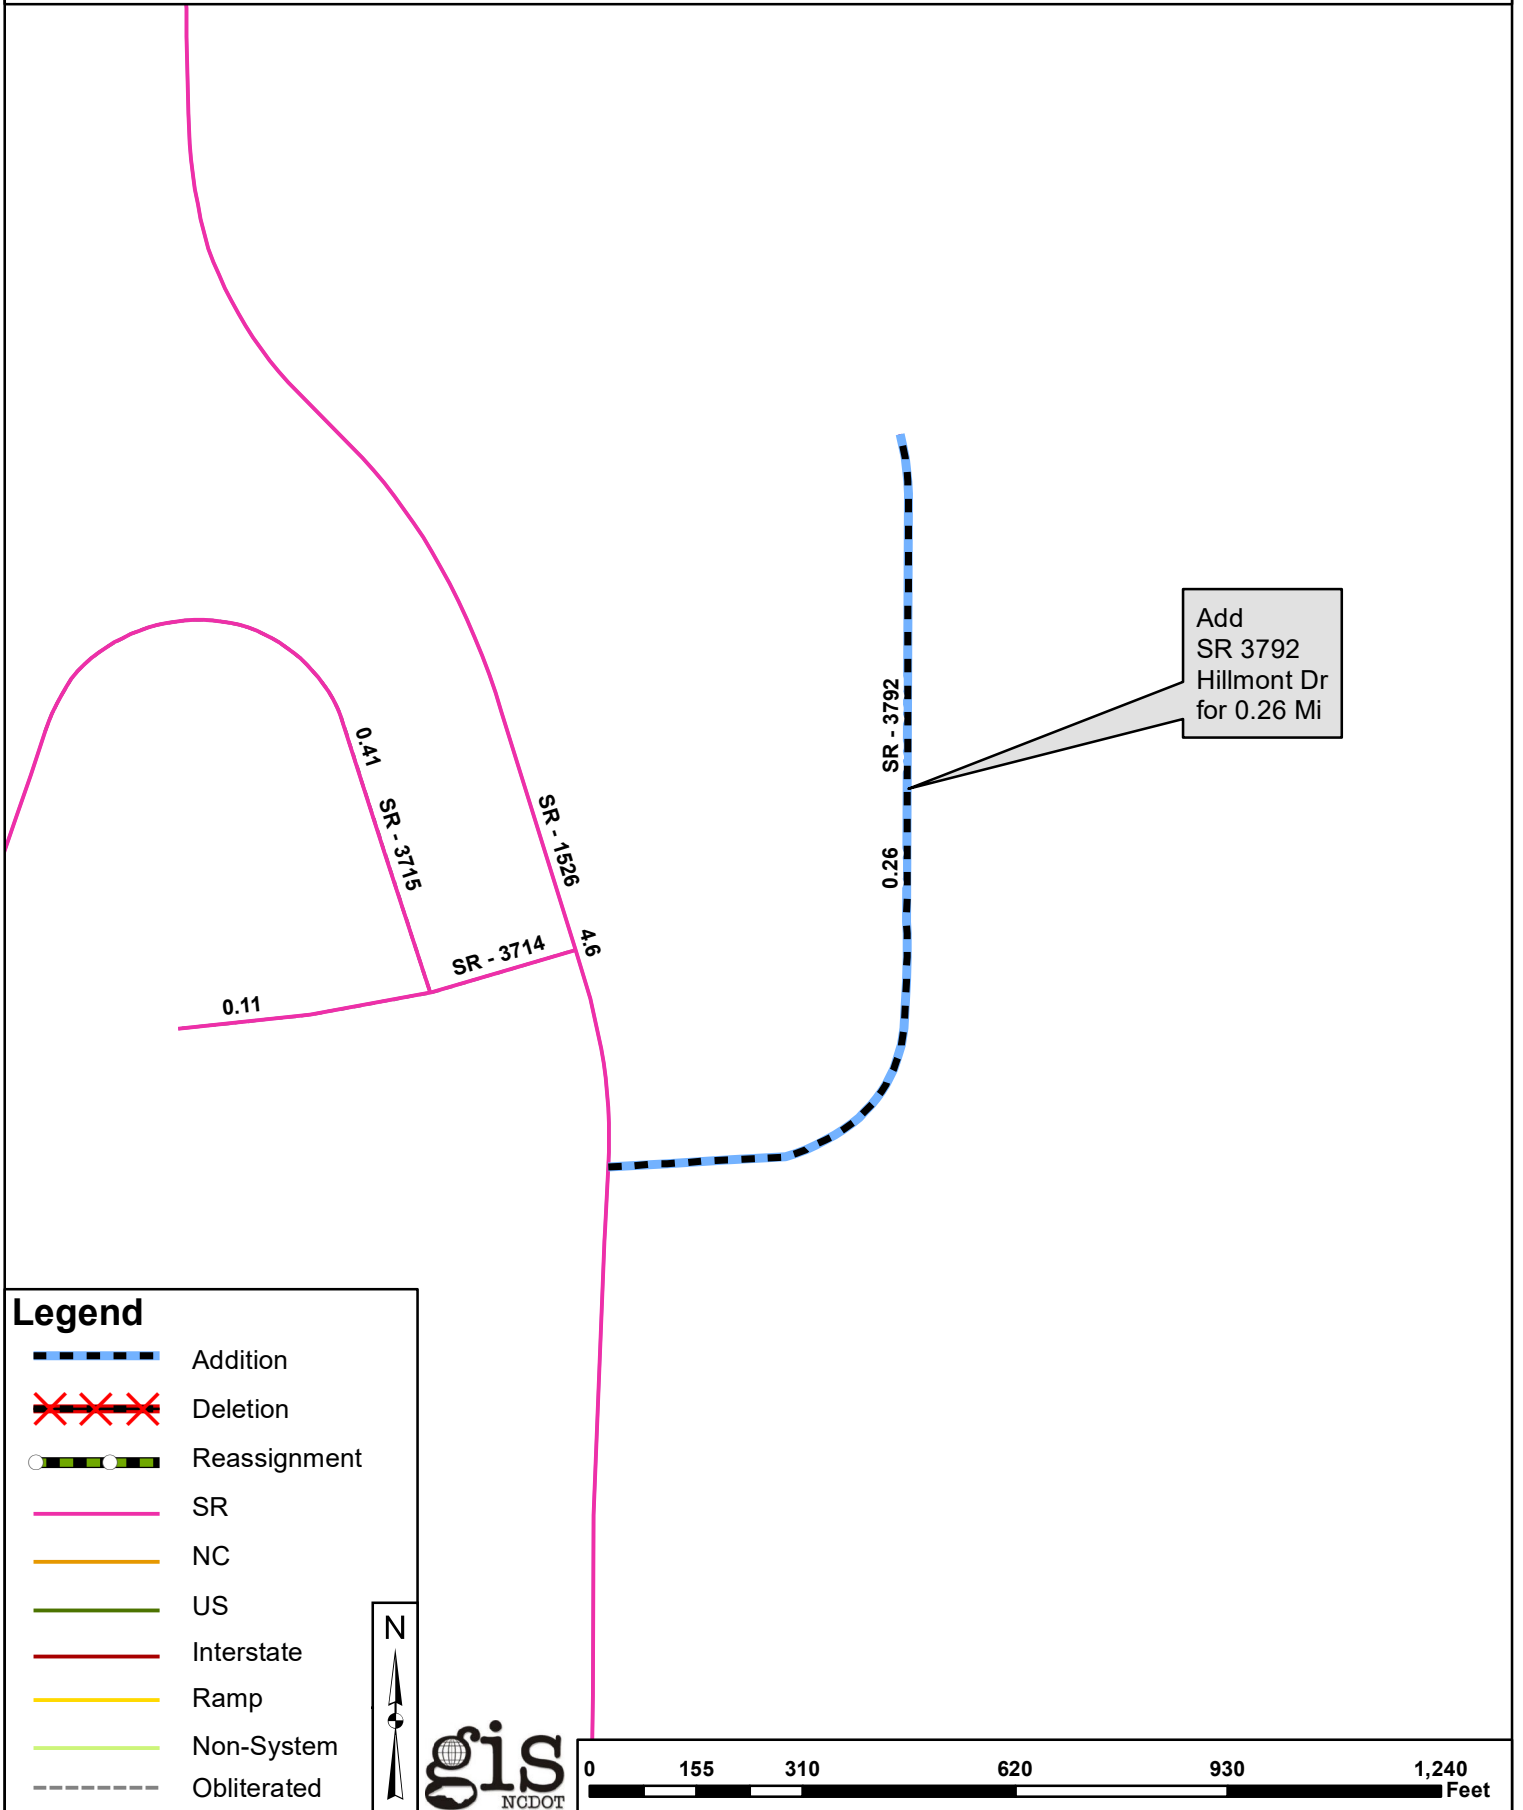 Add
SR 3792
Hillmont Dr
for 0.26 Mi
SR - 3792
0.41
SR - 3715
SR - 1526
0.26
4.6
SR - 3714
0.11
Legend
Addition
Deletion
Reassignment
SR
NC
US
Interstate
Ramp
Non-System
Obliterated
N
gis
NCDOT
0 155 310 620 930 1,240
Feet